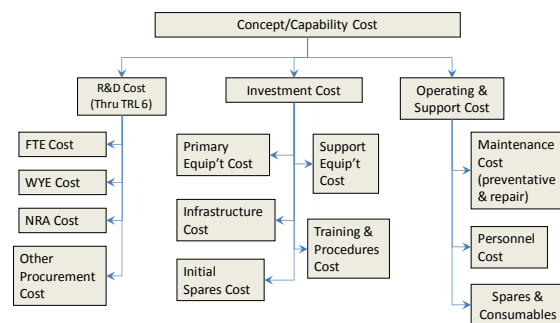 Concept/Capability Cost
R&D Cost
(Thru TRL 6)
Investment Cost
Operating &
Support Cost
FTE Cost
WYE Cost
NRA Cost
Other
Procurement
Cost
Primary
Equip’t Cost
Support
Equip’t
Cost
Infrastructure
Cost
Training &
Procedures
Cost
Initial
Spares Cost
Maintenance
Cost
(preventative
& repair)
Personnel
Cost
Spares &
Consumables